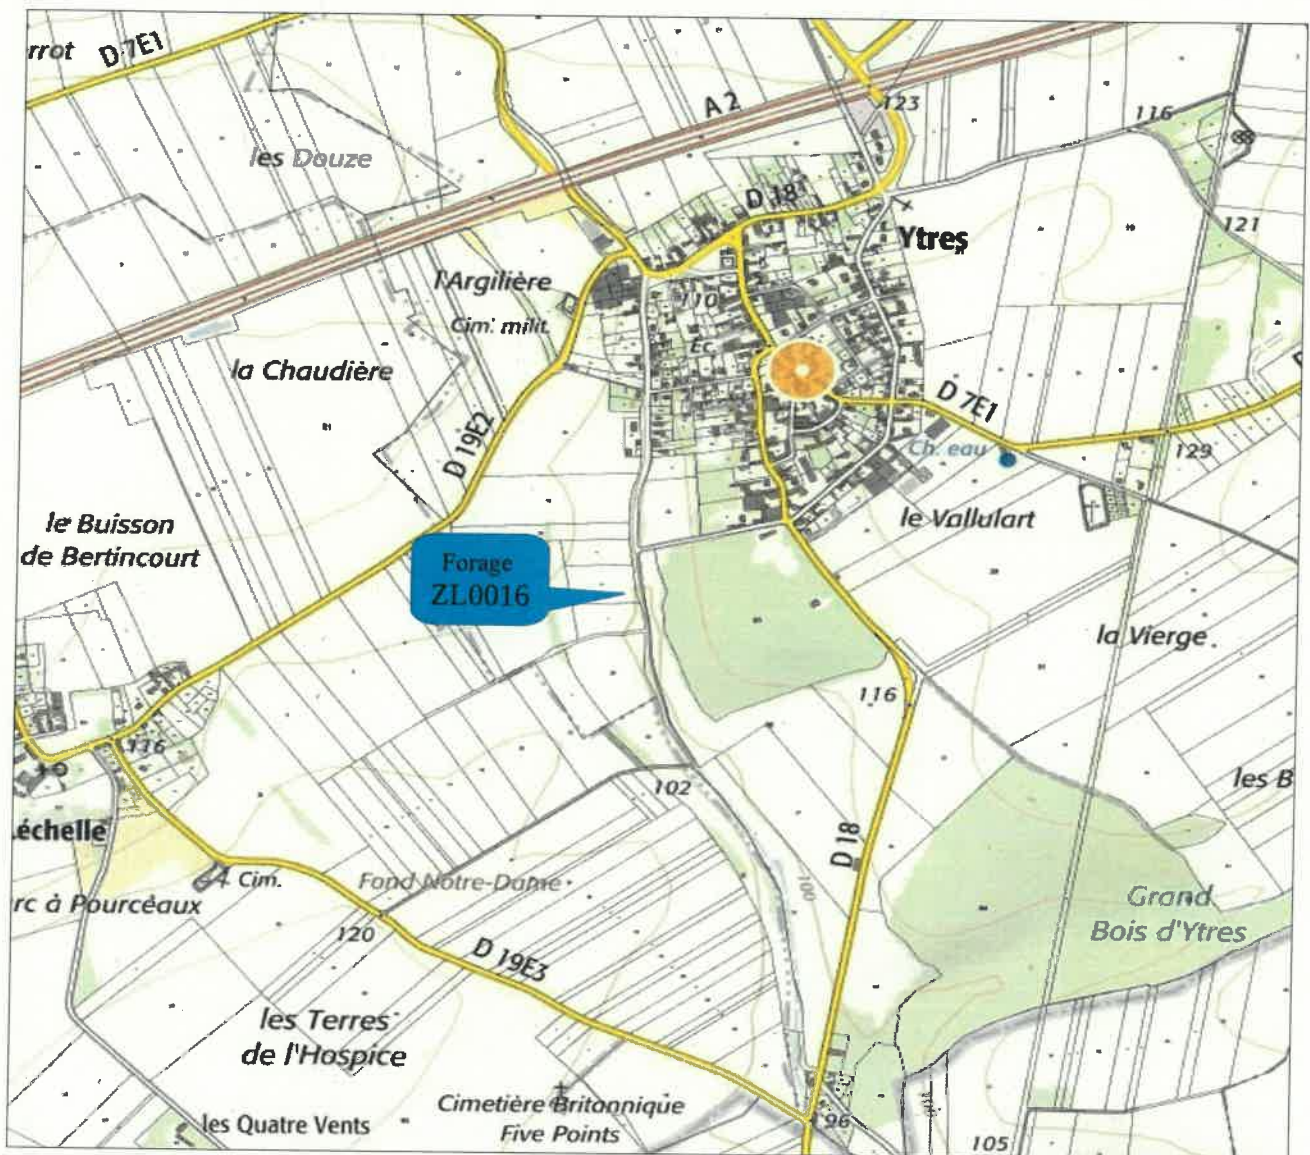 rrot
D 7E1
A 2
123
116
les Douze
D 18
121
Ytres
l'Argilière
110
Cim. milit.
Éc.
la Chaudière
D 7E1
D 19E2
Ch. eau
129
le Buisson
de Bertincourt
le Vallulart
Forage
ZL0016
la Vierge
116
116
102
les B
échelle
D 18
Cim.
Fond Notre-Dame
100
rc à Pourceaux
Grand
Bois d'Ytres
120
D 19E3
les Terres
de l'Hospice
Cimetière Britannique
Five Points
les Quatre Vents
96
105